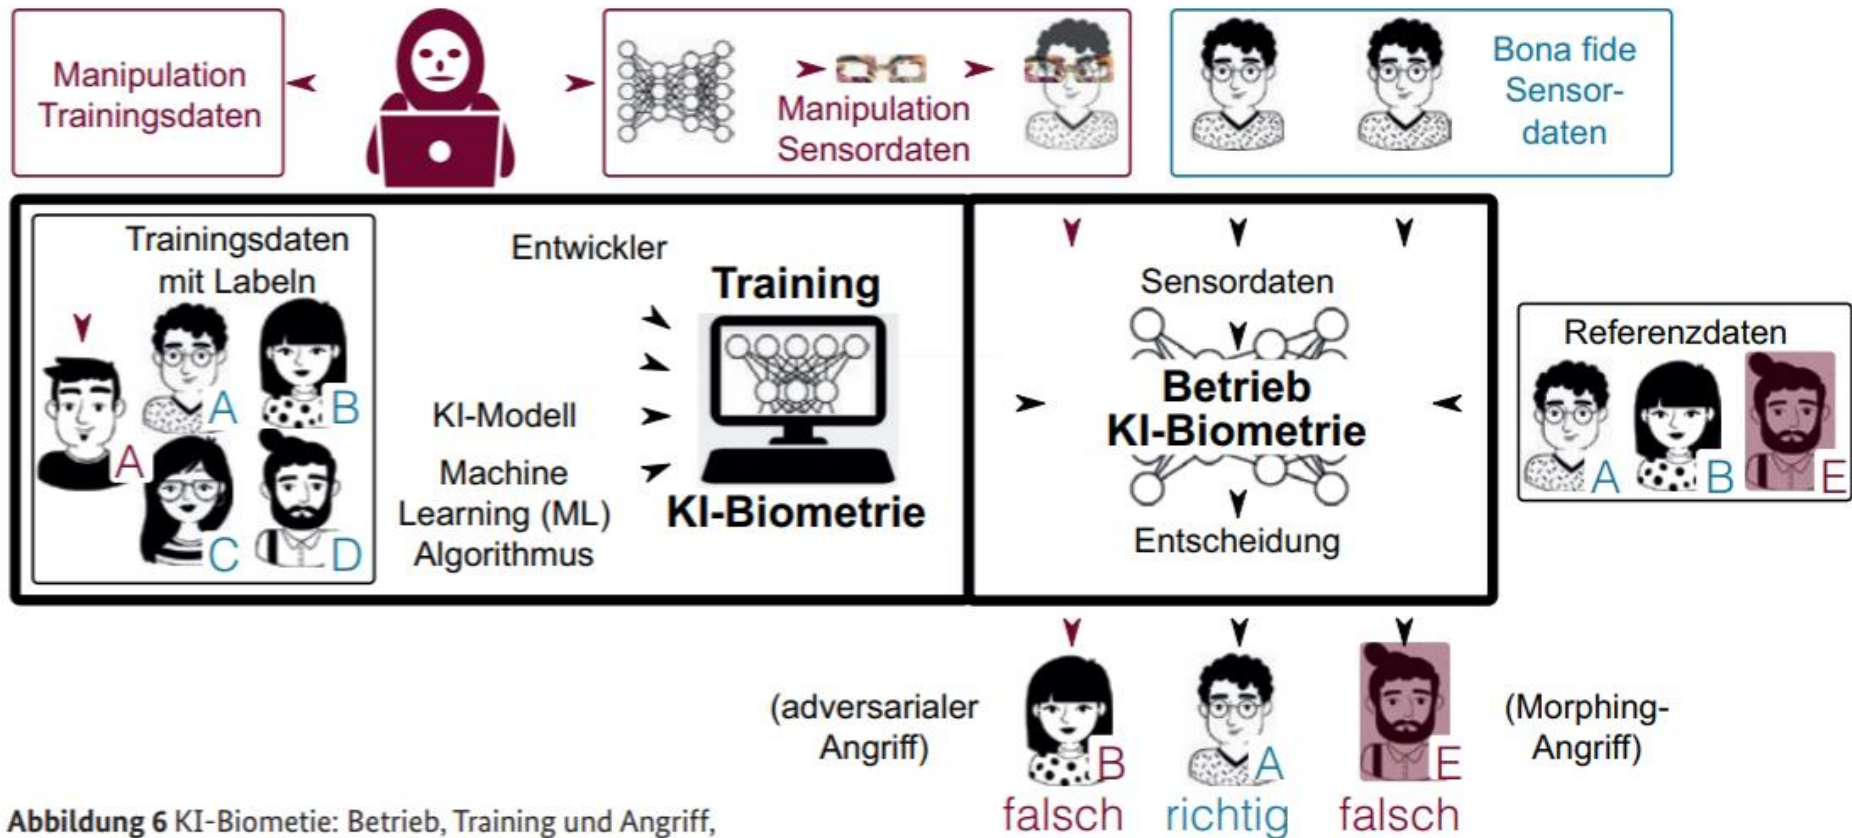 Manipulation
Trainingsdaten
Manipulation
Sensordaten
Bona fide
Sensor-
daten
Trainingsdaten
mit Labeln
A
B
A
C
D
Entwickler
KI-Modell
Machine
Learning (ML)
Algorithmus
Training
KI-Biometrie
Sensordaten
Betrieb
KI-Biometrie
Entscheidung
Referenzdaten
A
B
E
(adversarialer
Angriff)
B
falsch
A
richtig
E
falsch
(Morphing-
Angriff)
Abbildung 6 KI-Biometie: Betrieb, Training und Angriff,